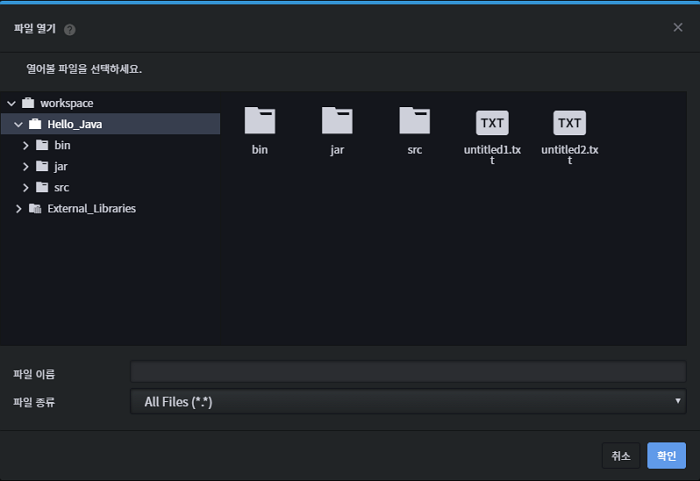 파일 열기 ?
열어볼 파일을 선택하세요.
workspace
Hello_Java
bin
jar
src
External_Libraries
bin
jar
src
TXT
untitled1.tx
t
TXT
untitled2.tx
t
파일 이름
파일 종류
All Files (*.*)
취소
확인